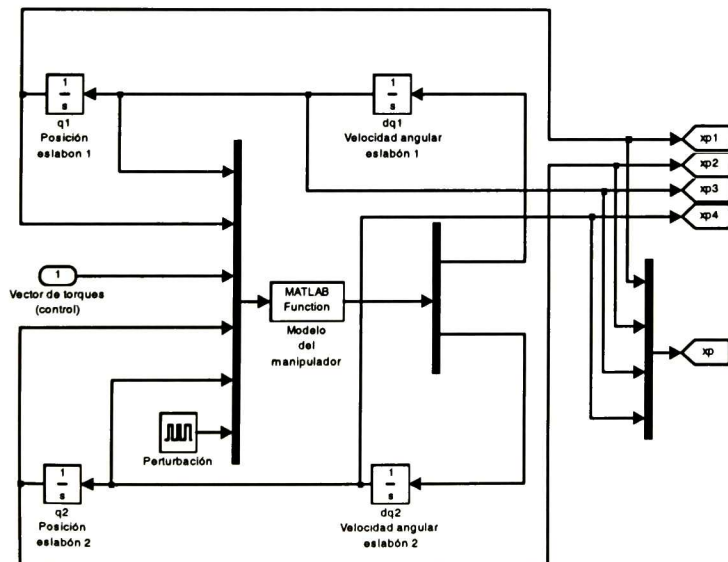 1
s
q1
Posición
eslabon 1
1
s
dq1
Velocidad angular
eslabón 1
xp1
xp2
xp3
xp4
1
Vector de torques
(control)
MATLAB
Function
Modelo
del
manipulador
xp
Perturbación
1
s
q2
Posición
eslabón 2
1
s
dq2
Velocidad angular
eslabón 2